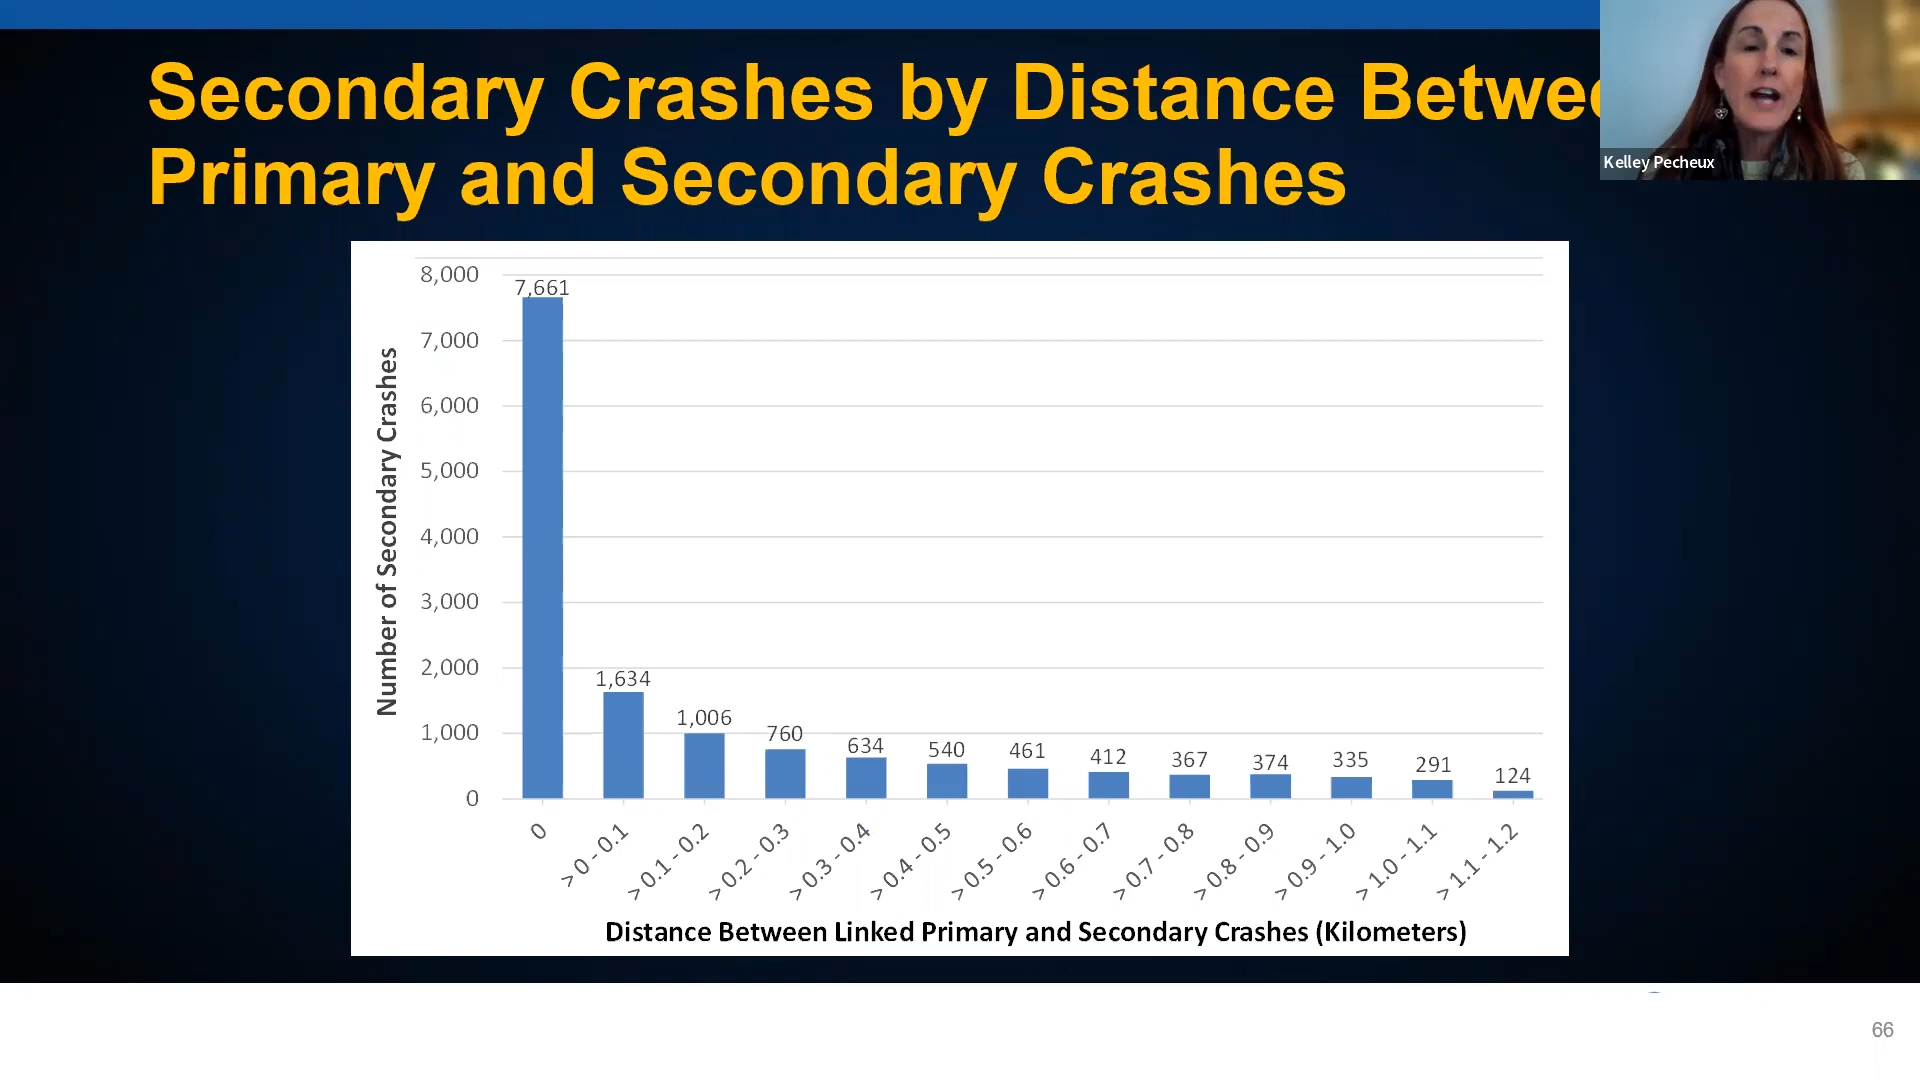 Secondary Crashes by Distance Betwee
Primary and Secondary Crashes
Kelley Pecheux
8,000
7,000
6,000
5,000
4,000
3,000
2,000
1,000
0
Number of Secondary Crashes
7,661
1,634
1,006
760
634
540
461
412
367
374
335
291
124
0
> 0 - 0.1
> 0.1 - 0.2
> 0.2 - 0.3
> 0.3 - 0.4
> 0.4 - 0.5
> 0.5 - 0.6
> 0.6 - 0.7
> 0.7 - 0.8
> 0.8 - 0.9
> 0.9 - 1.0
> 1.0 - 1.1
> 1.1 - 1.2
Distance Between Linked Primary and Secondary Crashes (Kilometers)
66